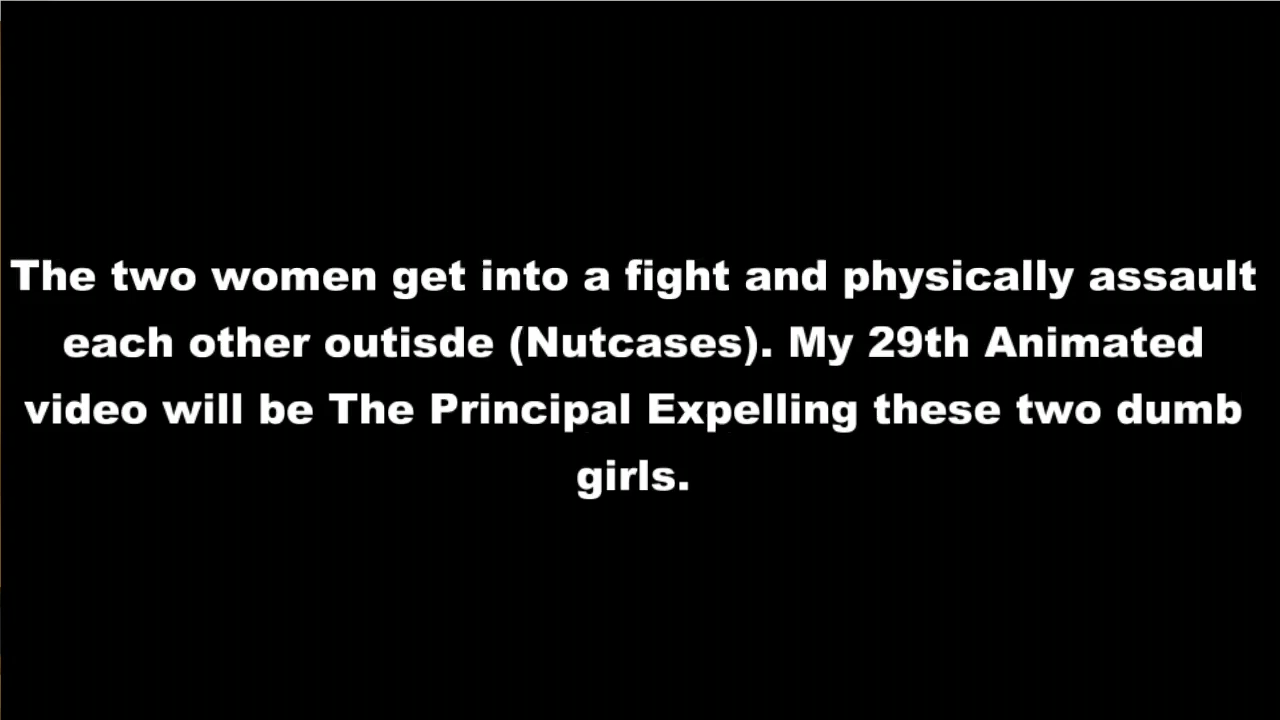 The two women get into a fight and physically assault
each other outisde (Nutcases). My 29th Animated
video will be The Principal Expelling these two dumb
girls.